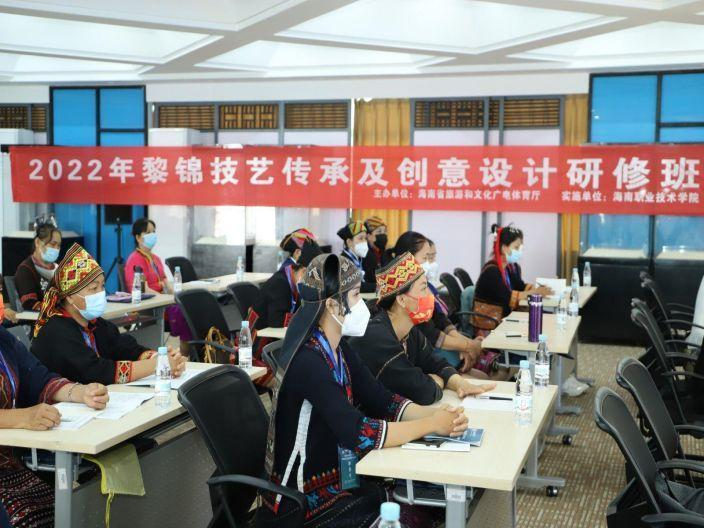 2022年黎锦技艺传承及创意设计研修班
主办单位：海南省旅游和文化广电体育厅 实施单位：海南职业技术学院